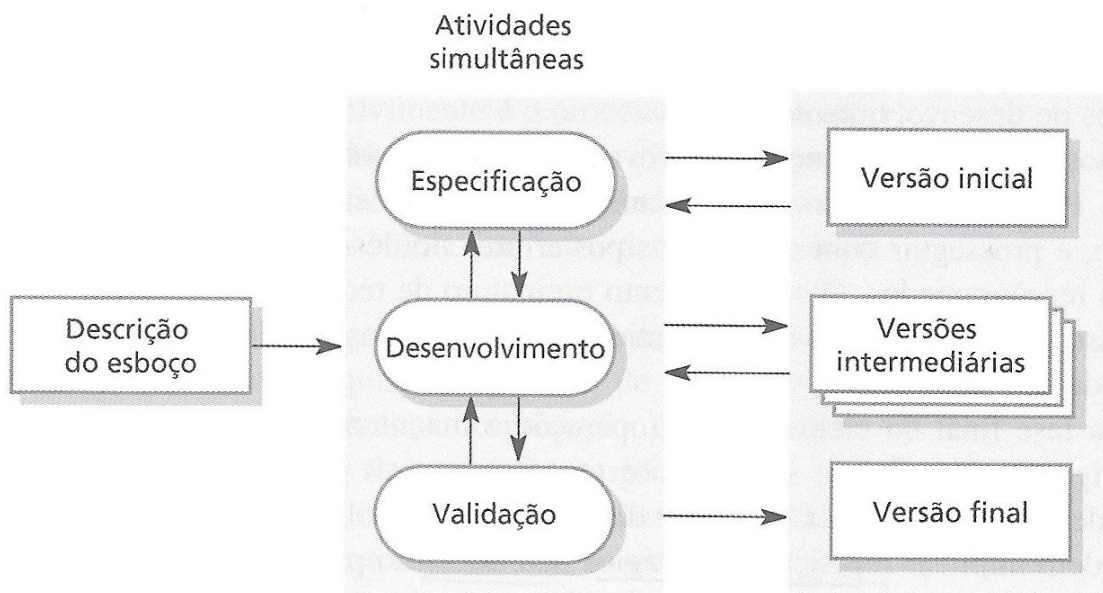 Atividades
simultâneas
Especificação
Versão inicial
Descrição
do esboço
Desenvolvimento
Versões
intermediárias
Validação
Versão final